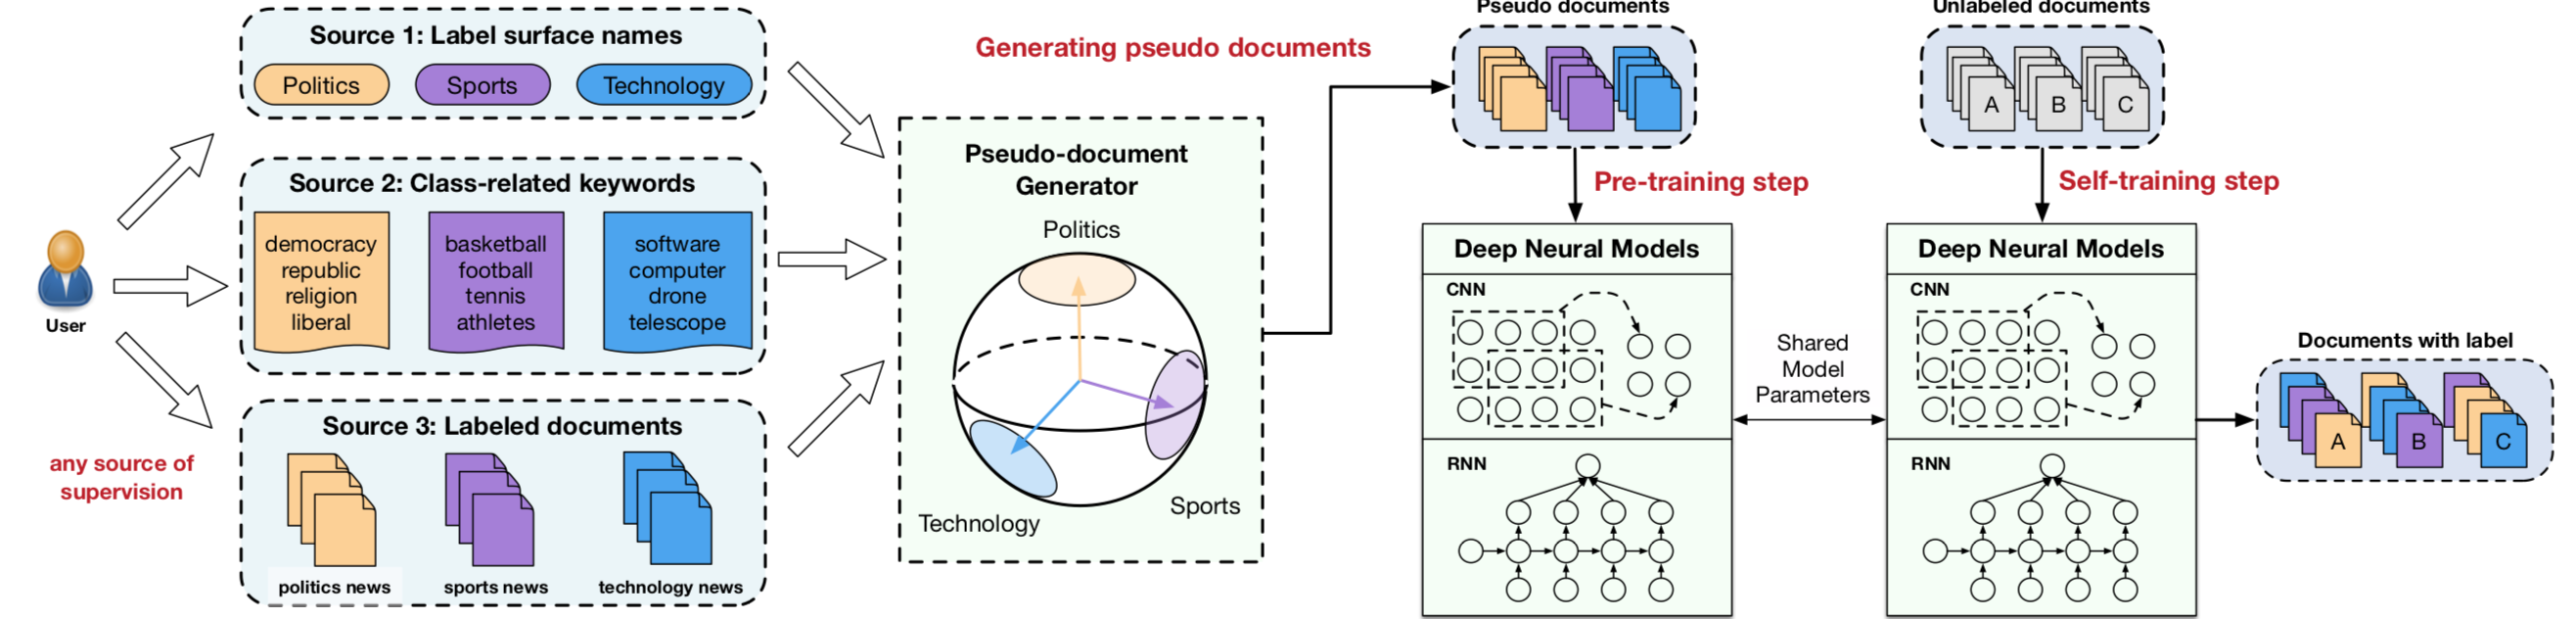 Source 1: Label surface names
Politics
Sports
Technology
Source 2: Class-related keywords
democracy
republic
religion
liberal
basketball
football
tennis
athletes
software
computer
drone
telescope
User
any source of
supervision
Source 3: Labeled documents
politics news
sports news
technology news
Generating pseudo documents
Pseudo-document
Generator
Politics
Technology
Sports
Pseudo documents
Pre-training step
Deep Neural Models
CNN
RNN
Shared
Model
Parameters
Unlabeled documents
A
B
C
Self-training step
Deep Neural Models
CNN
RNN
Documents with label
A
B
C